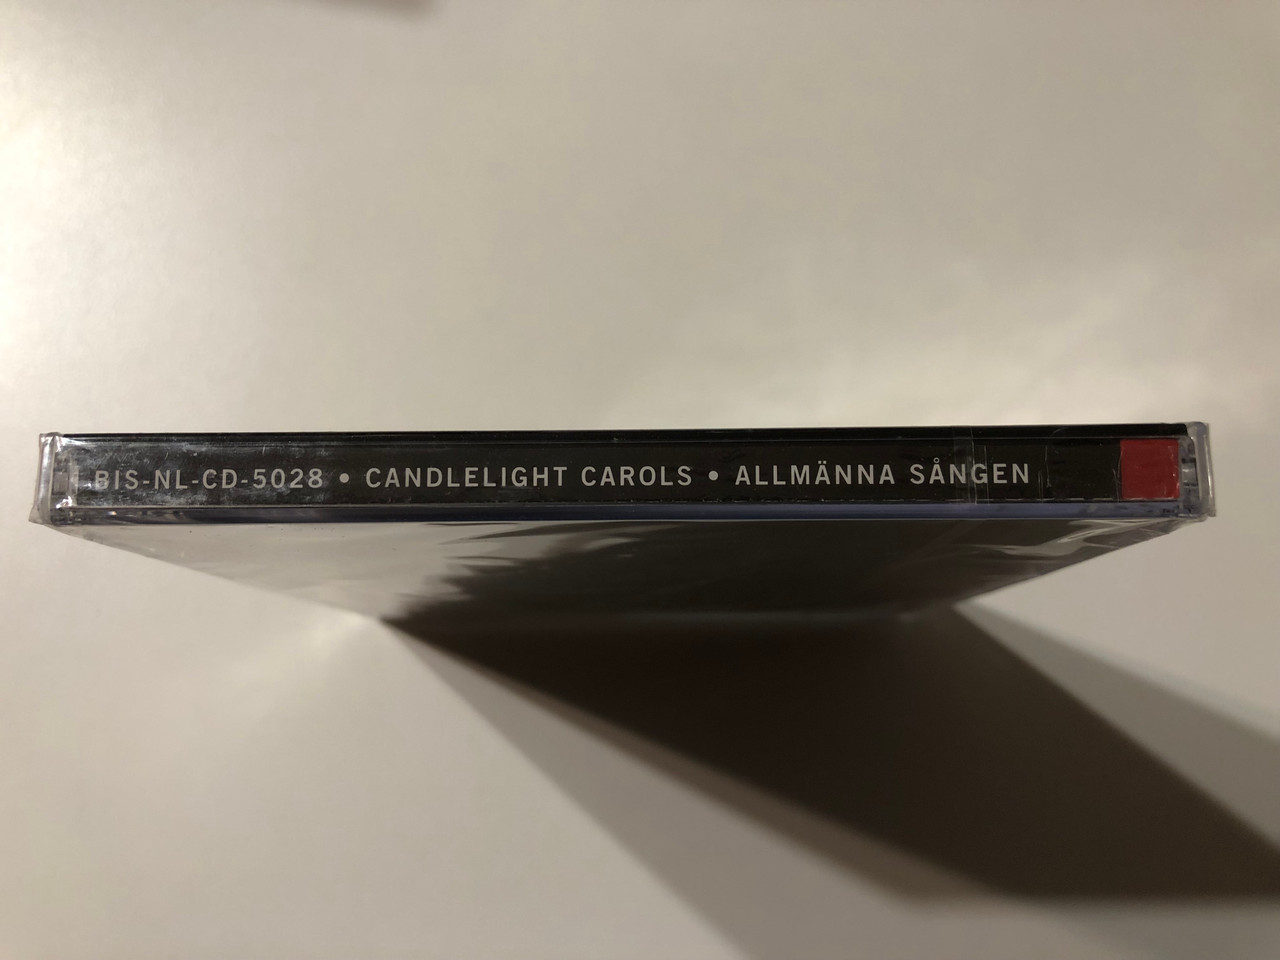 BIS-NL-CD-5028 • CANDLELIGHT CAROLS • ALLMÄNNA SÅNGEN